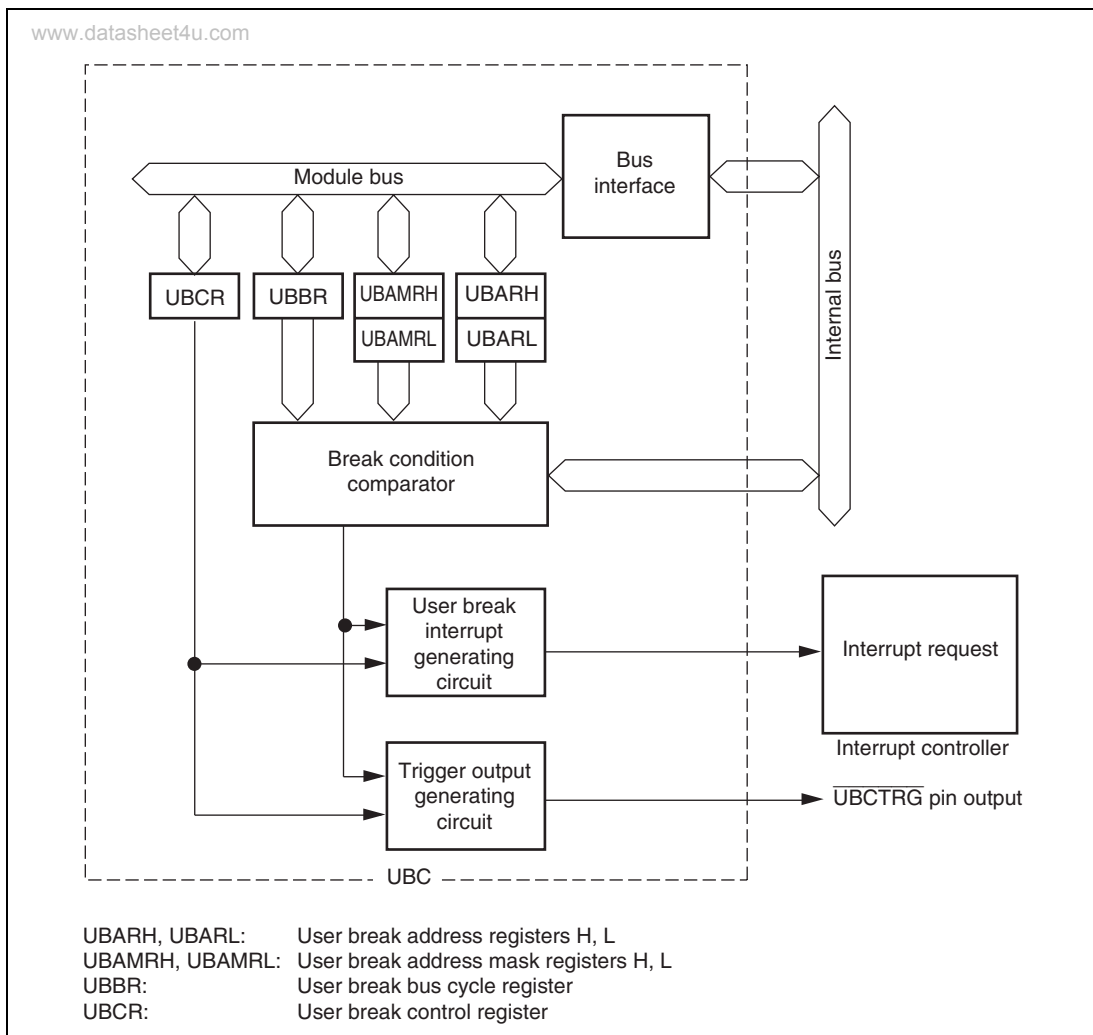 www.datasheet4u.com
Bus
interface
Module bus
Internal bus
UBCR
UBBR
UBAMRH
UBAMRL
UBARH
UBARL
Break condition
comparator
User break
interrupt
generating
circuit
Interrupt request
Interrupt controller
Trigger output
generating
circuit
UBCTRG pin output
UBC
UBARH, UBARL: User break address registers H, L
UBAMRH, UBAMRL: User break address mask registers H, L
UBBR: User break bus cycle register
UBCR: User break control register